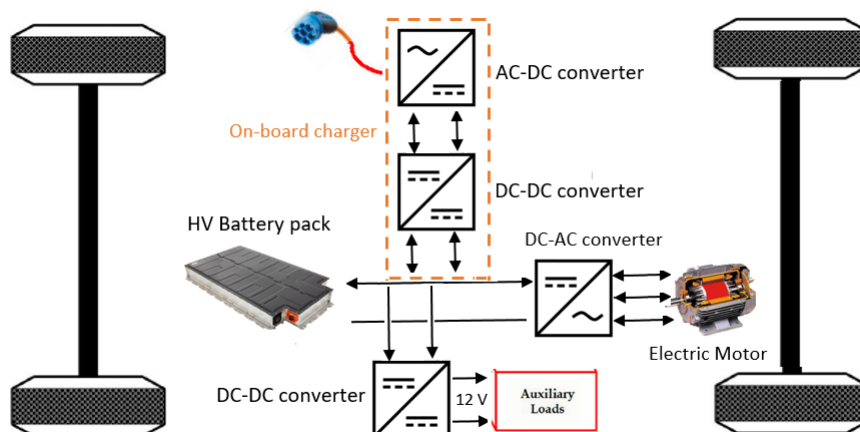 AC-DC converter
On-board charger
DC-DC converter
HV Battery pack
DC-AC converter
Electric Motor
DC-DC converter
12 V
Auxiliary
Loads